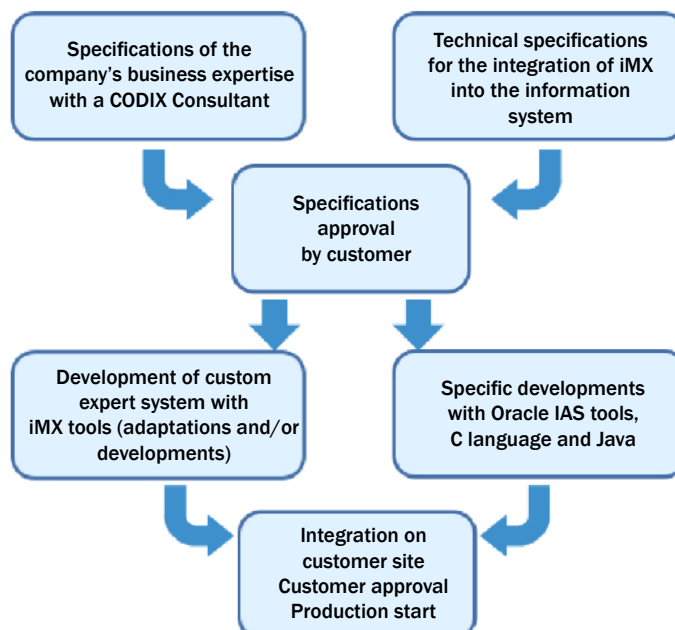 Specifications of the
company's business expertise
with a CODIX Consultant
Technical specifications
for the integration of iMX
into the information
system
Specifications
approval
by customer
Development of custom
expert system with
iMX tools (adaptations and/or
developments)
Specific developments
with Oracle IAS tools,
C language and Java
Integration on
customer site
Customer approval
Production start